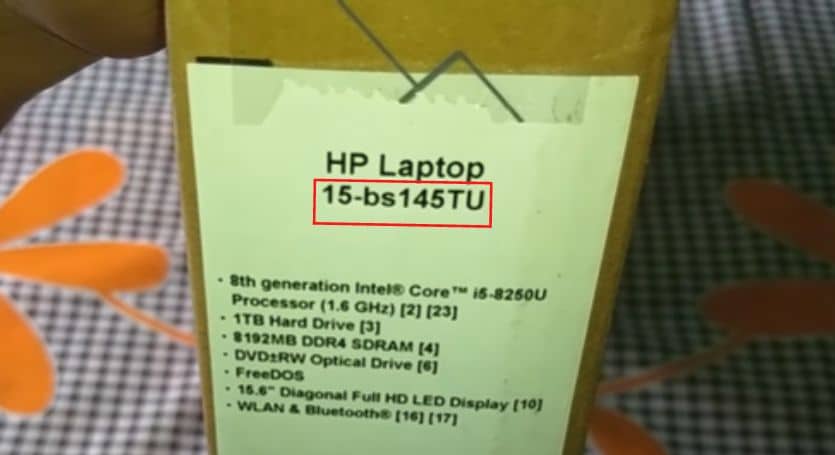 HP Laptop
15-bs145TU
· 8th generation Intel® Core™ i5-8250U
Processor (1.6 GHz) [2] [23]
· 1TB Hard Drive [3]
· 8192MB DDR4 SDRAM [4]
· DVD±RW Optical Drive [6]
· FreeDOS
· 15.6" Diagonal Full HD LED Display [10]
· WLAN & Bluetooth® [16] [17]